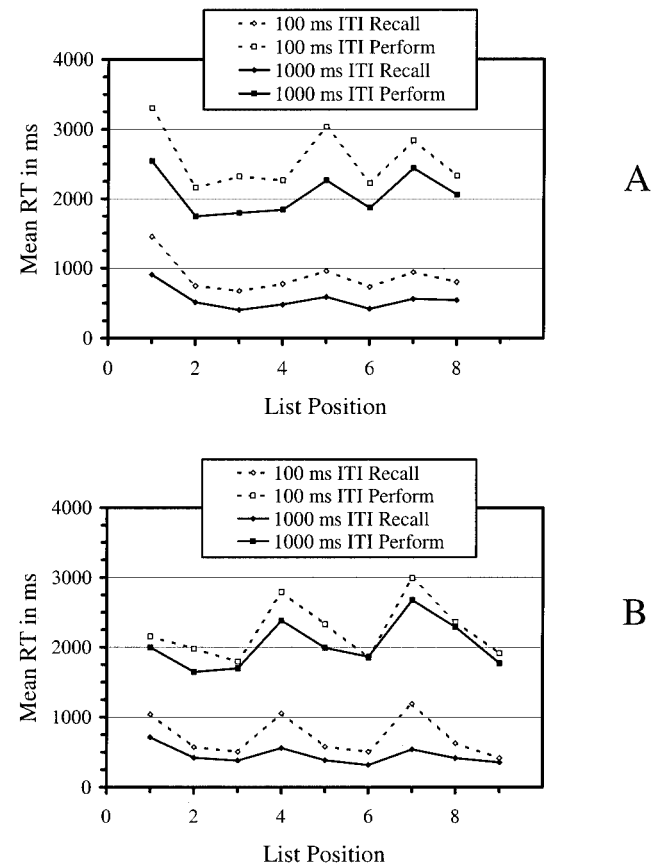 100 ms ITI Recall
100 ms ITI Perform
1000 ms ITI Recall
1000 ms ITI Perform
4000
3000
2000
1000
0
Mean RT in ms
0 2 4 6 8
List Position
A
100 ms ITI Recall
100 ms ITI Perform
1000 ms ITI Recall
1000 ms ITI Perform
4000
3000
2000
1000
0
Mean RT in ms
0 2 4 6 8
List Position
B